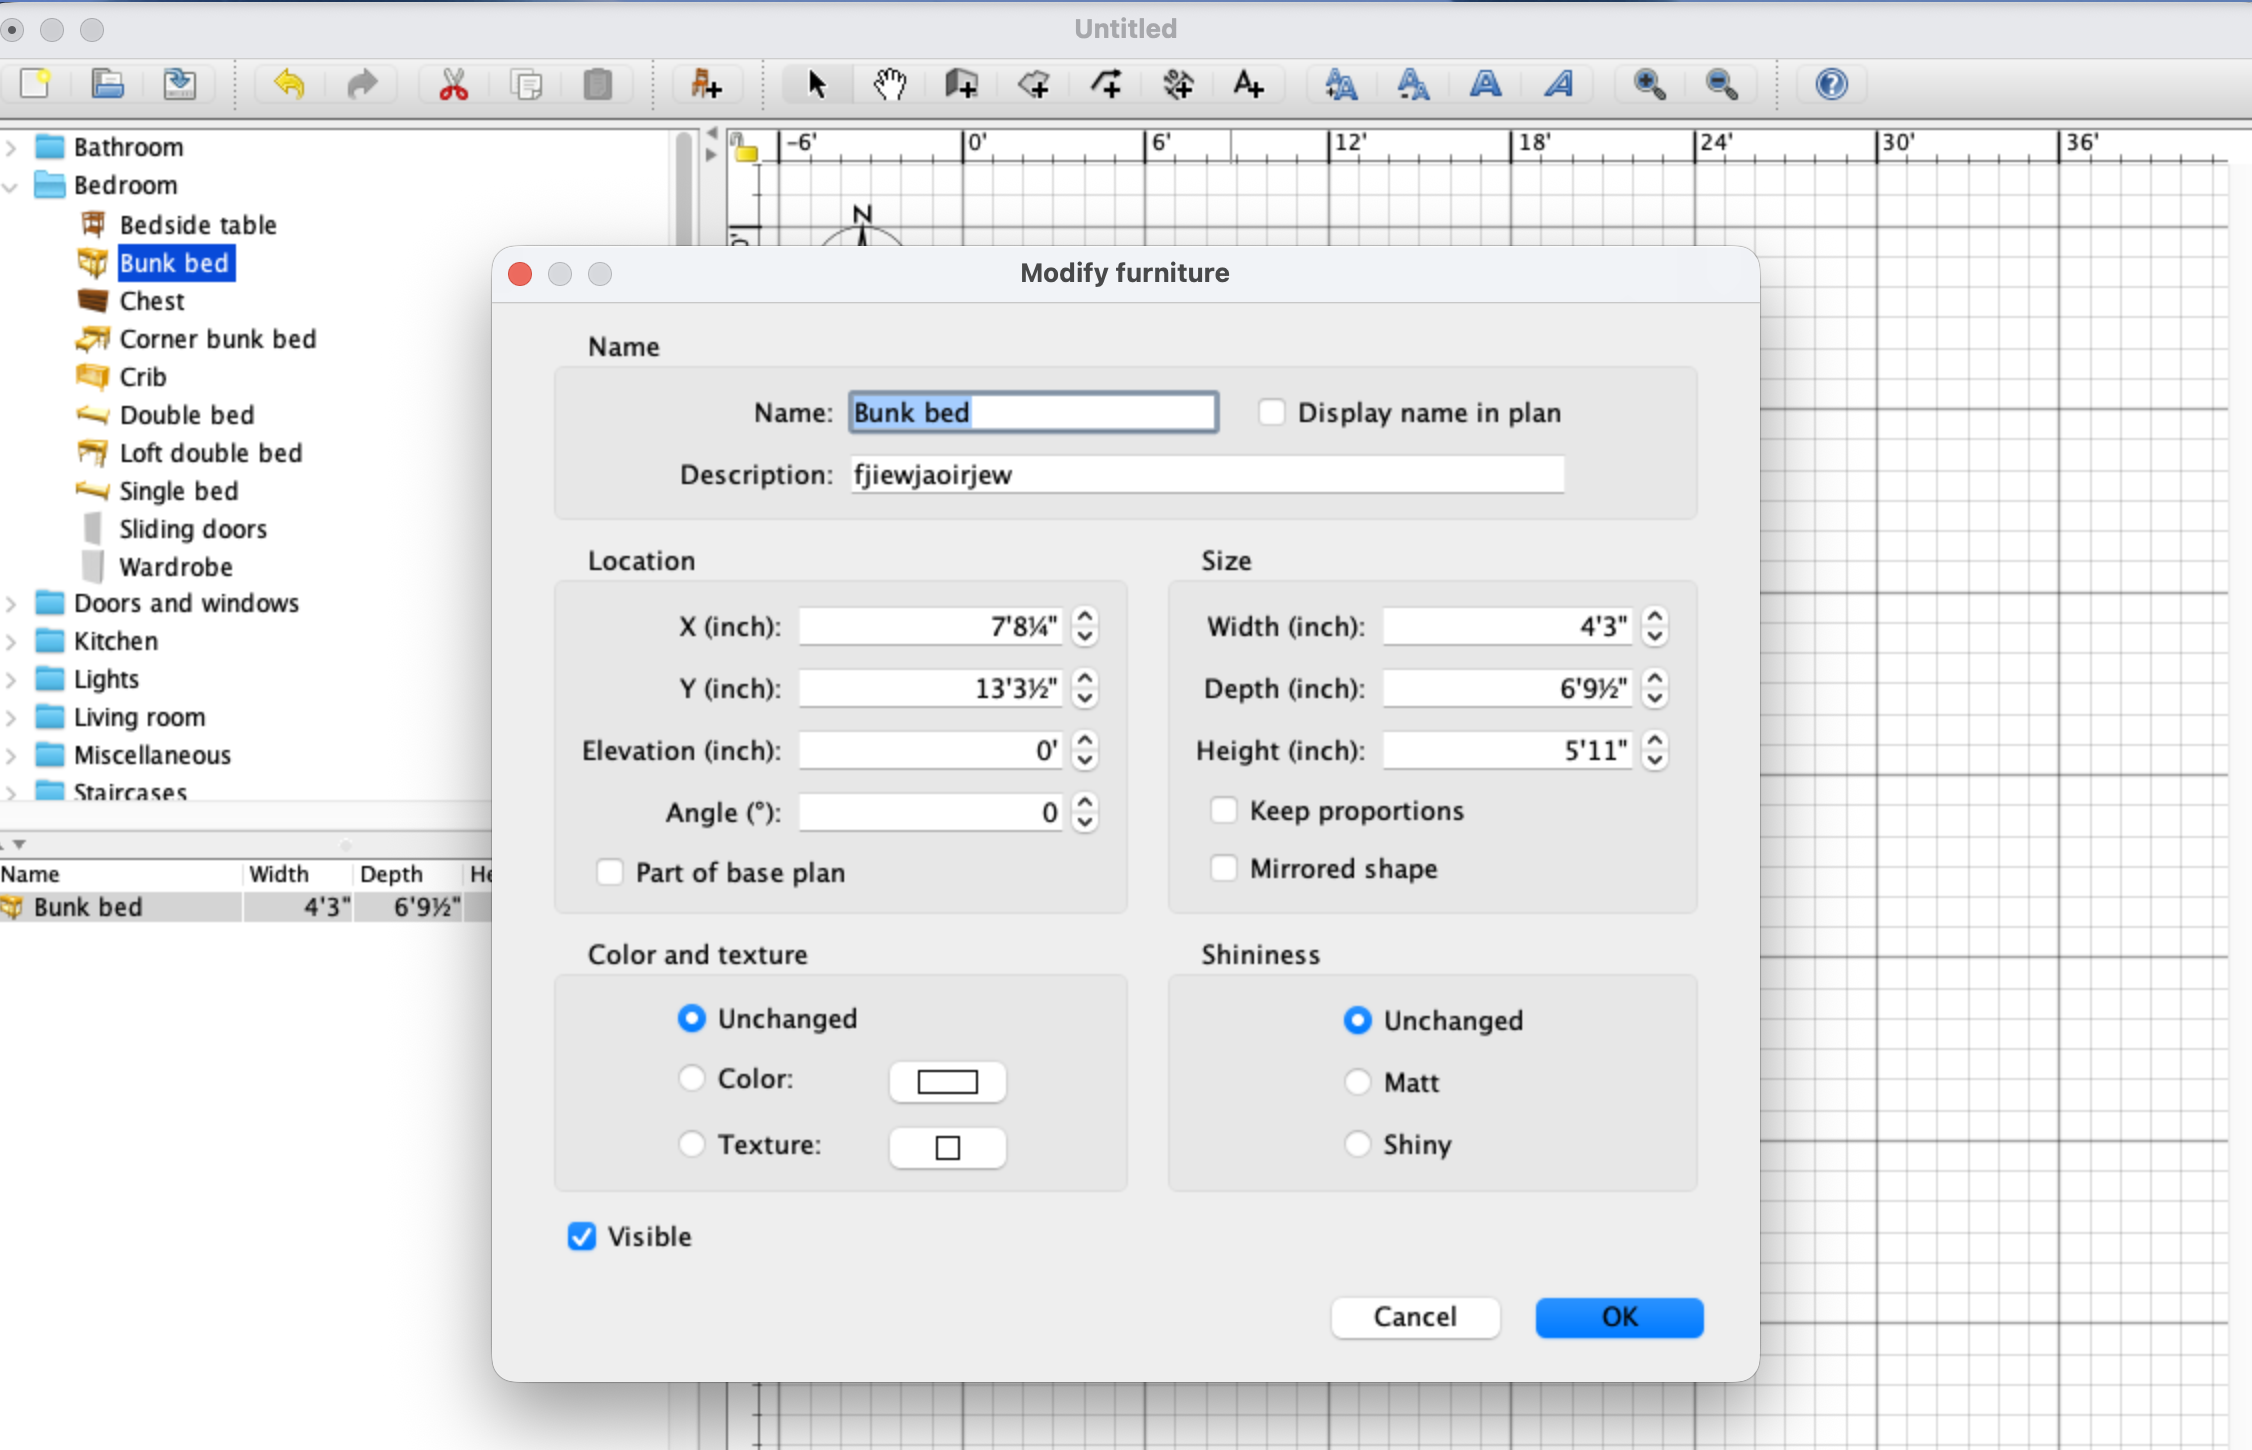 Untitled
-6' 0' 6' 12' 18' 24' 30' 36'
Bathroom
Bedroom
Bedside table
Bunk bed
Chest
Corner bunk bed
Crib
Double bed
Loft double bed
Single bed
Sliding doors
Wardrobe
Doors and windows
Kitchen
Lights
Living room
Miscellaneous
Staircases
Name Width Depth He
Bunk bed 4'3" 6'9½"
N
Modify furniture
Name
Name: Bunk bed Display name in plan
Description: fjiewjaoirjew
Location
X (inch): 7'8¼"
Y (inch): 13'3½"
Elevation (inch): 0'
Angle (°): 0
Part of base plan
Size
Width (inch): 4'3"
Depth (inch): 6'9½"
Height (inch): 5'11"
Keep proportions
Mirrored shape
Color and texture
Unchanged
Color:
Texture:
Shininess
Unchanged
Matt
Shiny
Visible
Cancel OK